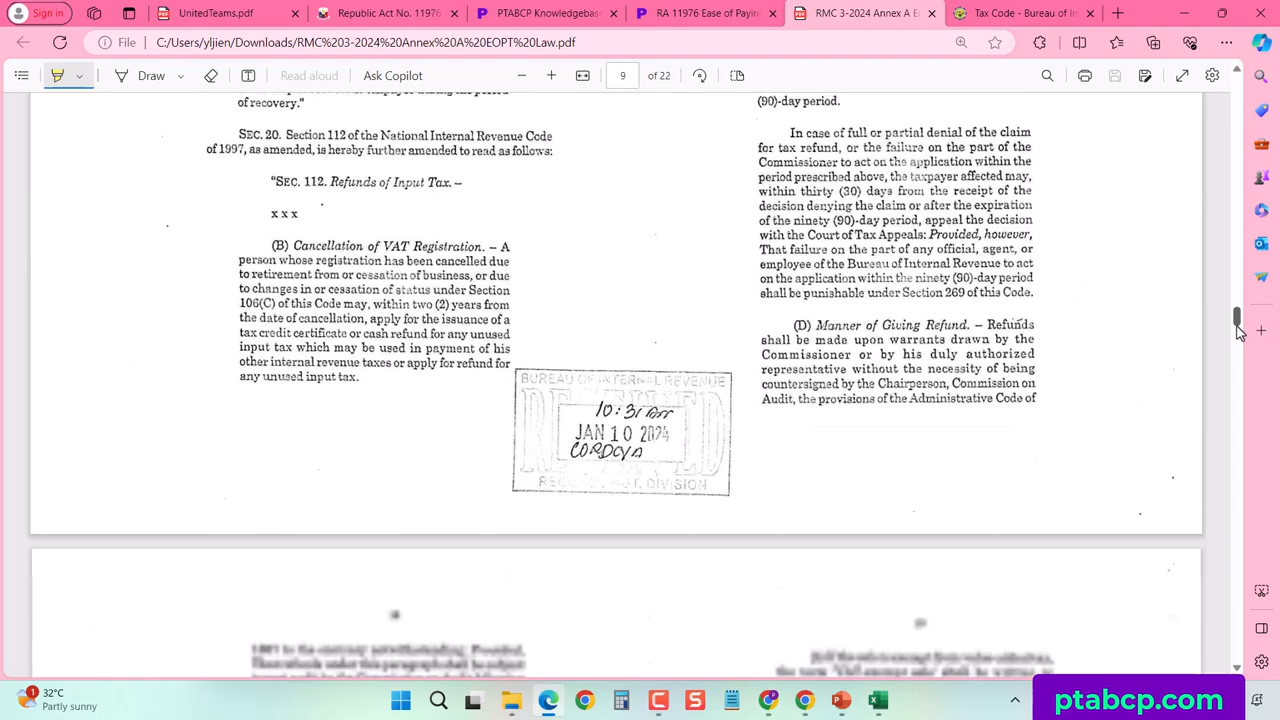 Sign in
UnitedTeams.pdf
Republic Act No. 11976
PTABCP Knowledgebas
RA 11976 Ease of Payin
RMC 3-2024 Annex A E
Tax Code - Bureau of In
File
C:/Users/yljien/Downloads/RMC%203-2024%20Annex%20A%20EOPT%20Law.pdf
Draw
Read aloud
Ask Copilot
9
of 22
of recovery."
SEC. 20. Section 112 of the National Internal Revenue Code
of 1997, as amended, is hereby further amended to read as follows:
"SEC. 112. Refunds of Input Tax. –
x x x
(B) Cancellation of VAT Registration. – A
person whose registration has been cancelled due
to retirement from or cessation of business, or due
to changes in or cessation of status under Section
106(C) of this Code may, within two (2) years from
the date of cancellation, apply for the issuance of a
tax credit certificate or cash refund for any unused
input tax which may be used in payment of his
other internal revenue taxes or apply for refund for
any unused input tax.
(90)-day period.
In case of full or partial denial of the claim
for tax refund, or the failure on the part of the
Commissioner to act on the application within the
period prescribed above, the taxpayer affected may,
within thirty (30) days from the receipt of the
decision denying the claim or after the expiration
of the ninety (90)-day period, appeal the decision
with the Court of Tax Appeals: Provided, however,
That failure on the part of any official, agent, or
employee of the Bureau of Internal Revenue to act
on the application within the ninety (90)-day period
shall be punishable under Section 269 of this Code.
(D) Manner of Giving Refund. – Refunds
shall be made upon warrants drawn by the
Commissioner or by his duly authorized
representative without the necessity of being
countersigned by the Chairperson, Commission on
Audit, the provisions of the Administrative Code of
BUREAU OF INTERNAL REVENUE
10:31
JAN 10 2024
DIVISION
1
32°C
Partly sunny
ptabcp.com